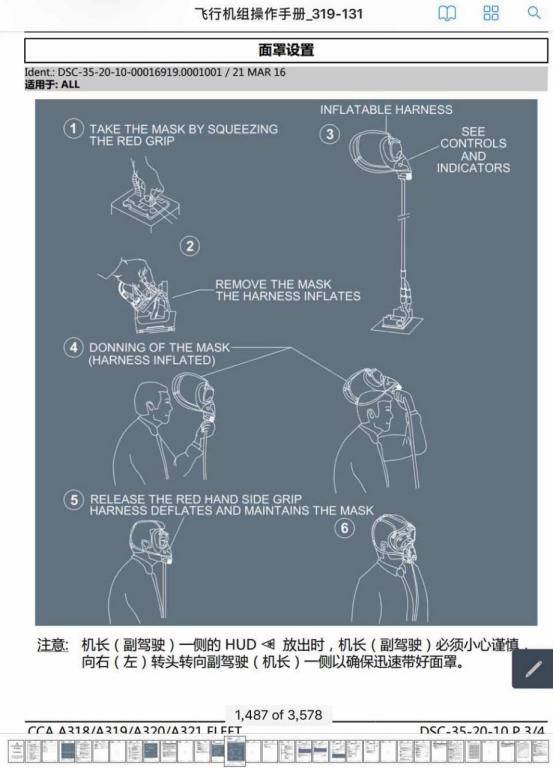 飞行机组操作手册_319-131
面罩设置
Ident.: DSC-35-20-10-00016919.0001001 / 21 MAR 16
适用于: ALL
1 TAKE THE MASK BY SQUEEZING
THE RED GRIP
INFLATABLE HARNESS
3
SEE
CONTROLS
AND
INDICATORS
2
REMOVE THE MASK
THE HARNESS INFLATES
4 DONNING OF THE MASK
(HARNESS INFLATED)
5 RELEASE THE RED HAND SIDE GRIP
HARNESS DEFLATES AND MAINTAINS THE MASK
6
注意: 机长（副驾驶）一侧的 HUD 放出时，机长（副驾驶）必须小心谨慎，
向右（左）转头转向副驾驶（机长）一侧以确保迅速带好面罩。
1,487 of 3,578
CCA A318/A319/A320/A321 FLEET
DSC-35-20-10 P 3/4